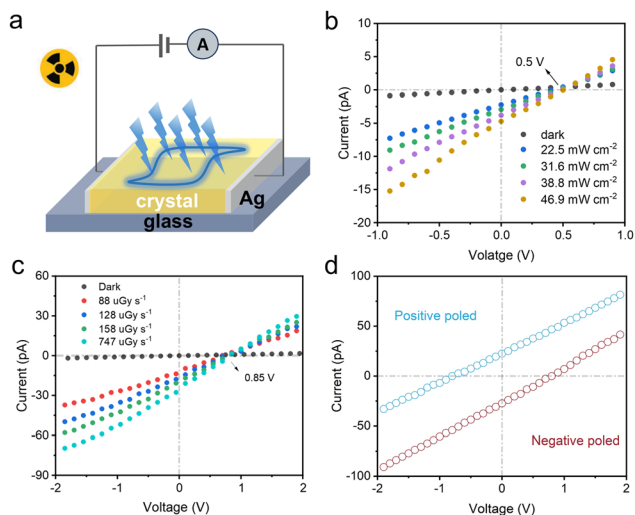 a
A
crystal
glass
Ag
b
Current (pA)
15
10
5
0
-5
-10
-15
-20
0.5 V
dark
22.5 mW cm⁻²
31.6 mW cm⁻²
38.8 mW cm⁻²
46.9 mW cm⁻²
-1.0
-0.5
0.0
0.5
1.0
Volatge (V)
c
Current (pA)
60
30
0
-30
-60
-90
Dark
88 uGy s⁻¹
128 uGy s⁻¹
158 uGy s⁻¹
747 uGy s⁻¹
0.85 V
-2
-1
0
1
2
Voltage (V)
d
Current (pA)
100
50
0
-50
-100
Positive poled
Negative poled
-2
-1
0
1
2
Voltage (V)